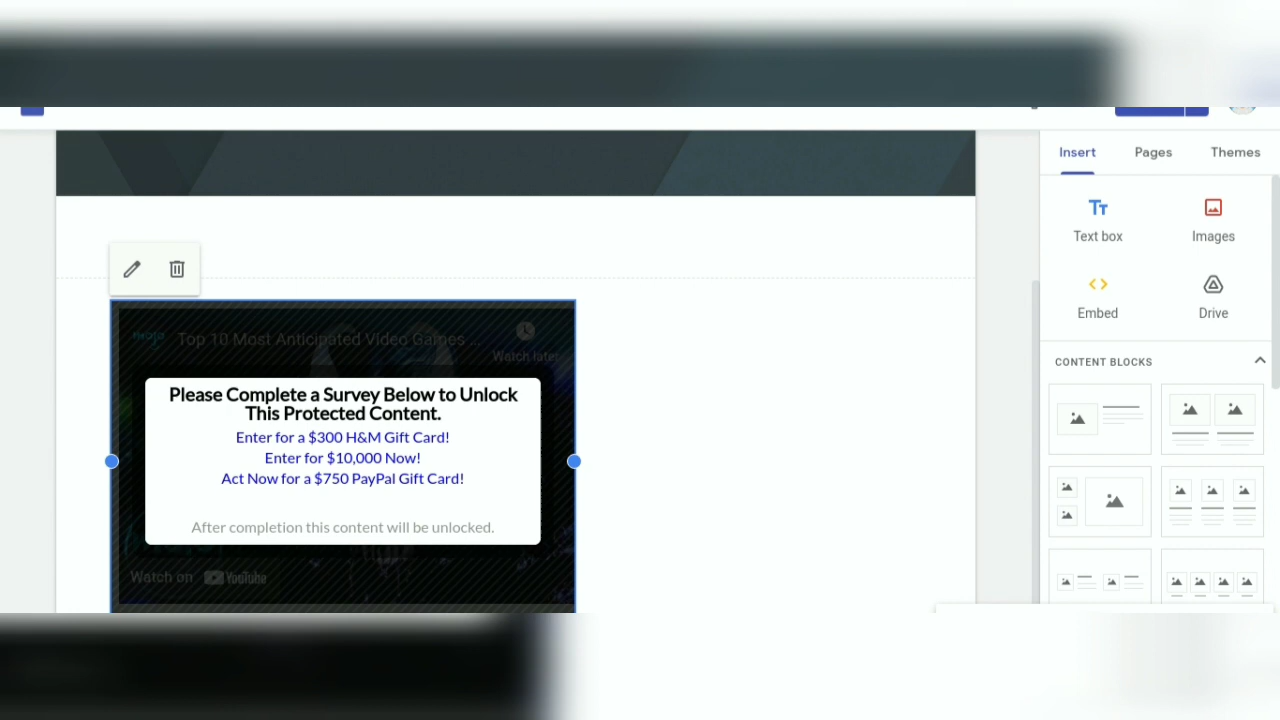 Insert Pages Themes
Text box Images
Embed Drive
CONTENT BLOCKS
Top 10 Most Anticipated Video Games ...
Watch later
Please Complete a Survey Below to Unlock
This Protected Content.
Enter for a $300 H&M Gift Card!
Enter for $10,000 Now!
Act Now for a $750 PayPal Gift Card!
After completion this content will be unlocked.
Watch on YouTube